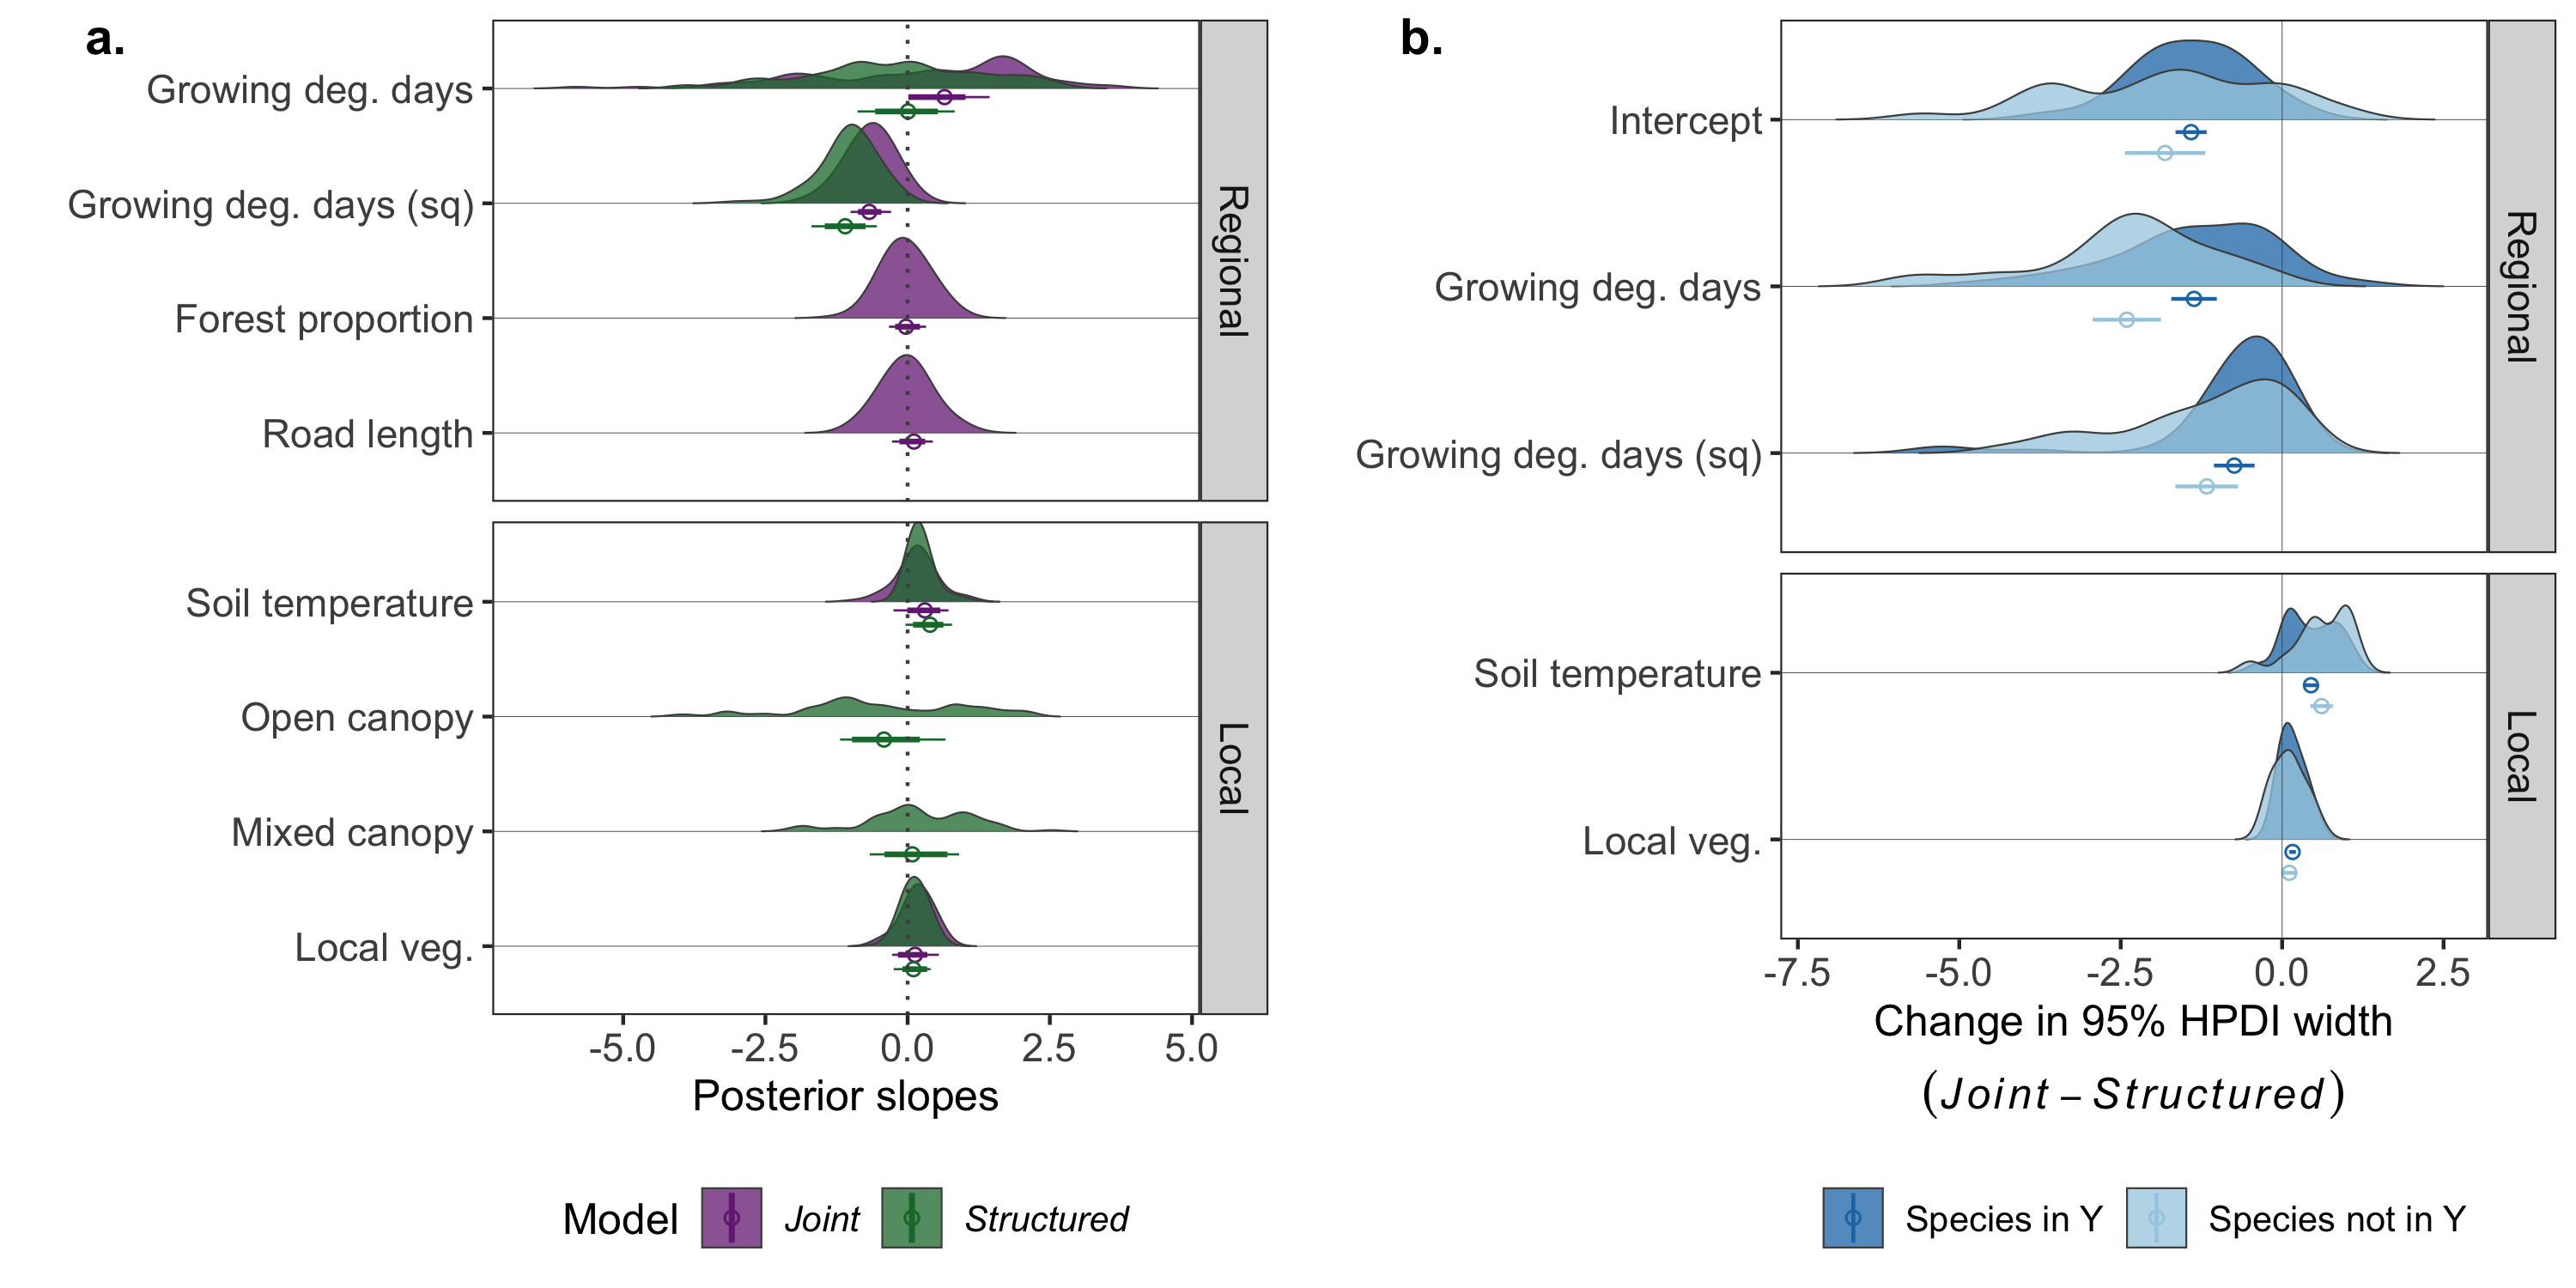 a.
Growing deg. days
Growing deg. days (sq)
Forest proportion
Road length
Regional
Soil temperature
Open canopy
Mixed canopy
Local veg.
Local
-5.0 -2.5 0.0 2.5 5.0
Posterior slopes
Model Joint Structured
b.
Intercept
Growing deg. days
Growing deg. days (sq)
Regional
Soil temperature
Local veg.
Local
-7.5 -5.0 -2.5 0.0 2.5
Change in 95% HPDI width
(Joint – Structured)
Species in Y Species not in Y